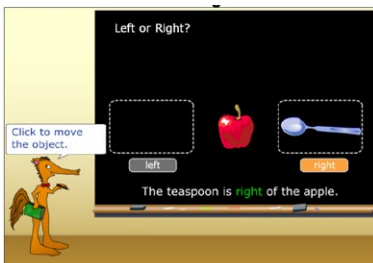 Left or Right?
Click to move
the object.
left
right
The teaspoon is right of the apple.